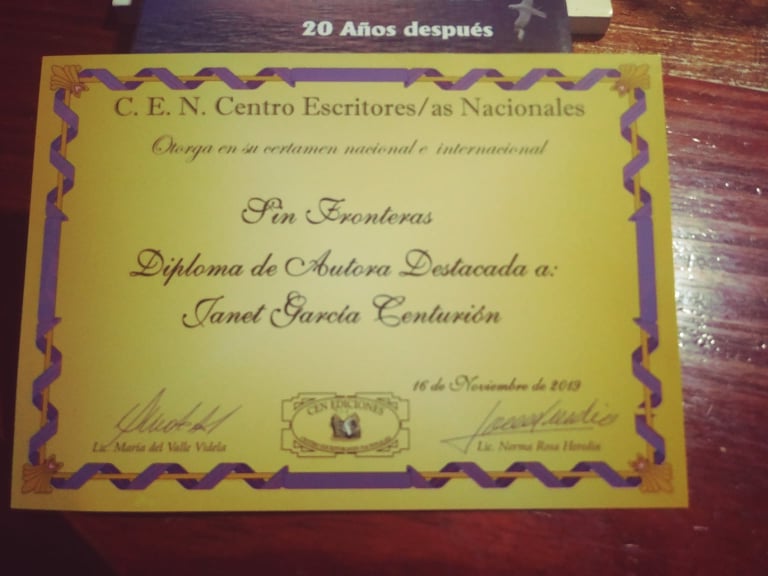 20 Años después
C. E. N. Centro Escritores/as Nacionales
Otorga en su certamen nacional e internacional
Sin Fronteras
Diploma de Autora Destacada a:
Janet García Centurión
16 de Noviembre de 2019
CEN EDICIONES
Lic. María del Valle Videla
Lic. Norma Rosa Heredia